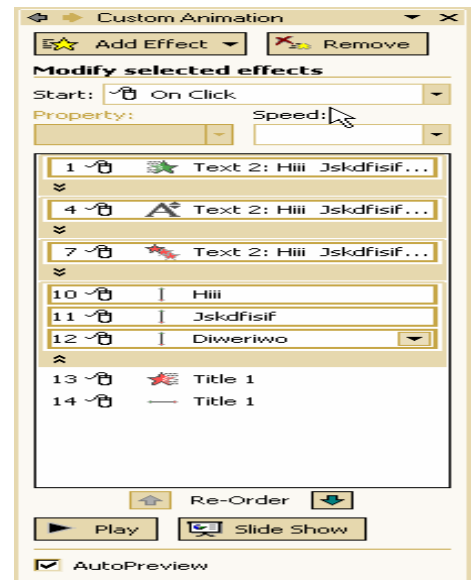 Custom Animation
Add Effect Remove
Modify selected effects
Start: On Click
Property: Speed:
1 Text 2: Hiii Jskdfisif...
4 Text 2: Hiii Jskdfisif...
7 Text 2: Hiii Jskdfisif...
10 Hiii
11 Jskdfisif
12 Diweriwo
13 Title 1
14 Title 1
Re-Order
Play Slide Show
AutoPreview